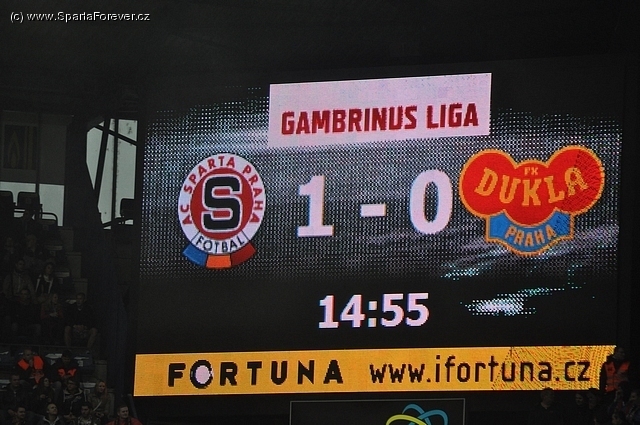 (c) www.SpartaForever.cz
GAMBRINUS LIGA
AC SPARTA PRAHA
S
FOTBAL
1 - 0
FK
DUKLA
PRAHA
14:55
FORTUNA www.ifortuna.cz